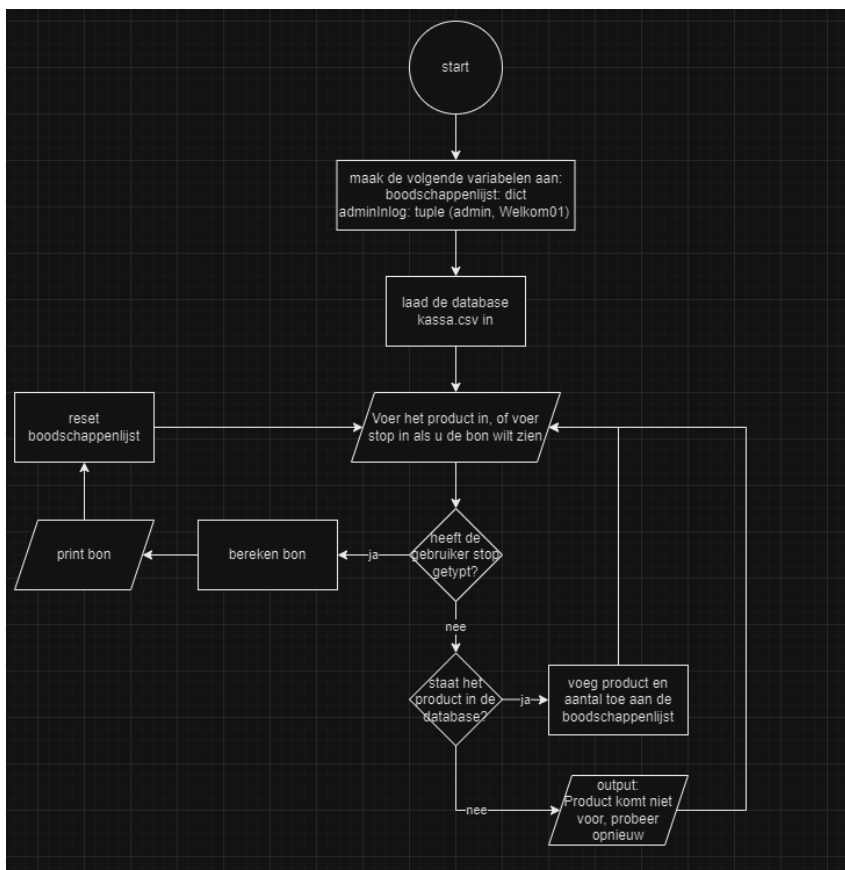 start
maak de volgende variabelen aan:
boodschappenlijst: dict
adminInlog: tuple (admin, Welkom01)
laad de database
kassa.csv in
reset
boodschappenlijst
Voer het product in, of voer
stop in als u de bon wilt zien
print bon
bereken bon
ja
heeft de
gebruiker stop
getypt?
nee
staat het
product in de
database?
ja
voeg product en
aantal toe aan de
boodschappenlijst
nee
output:
Product komt niet
voor, probeer
opnieuw